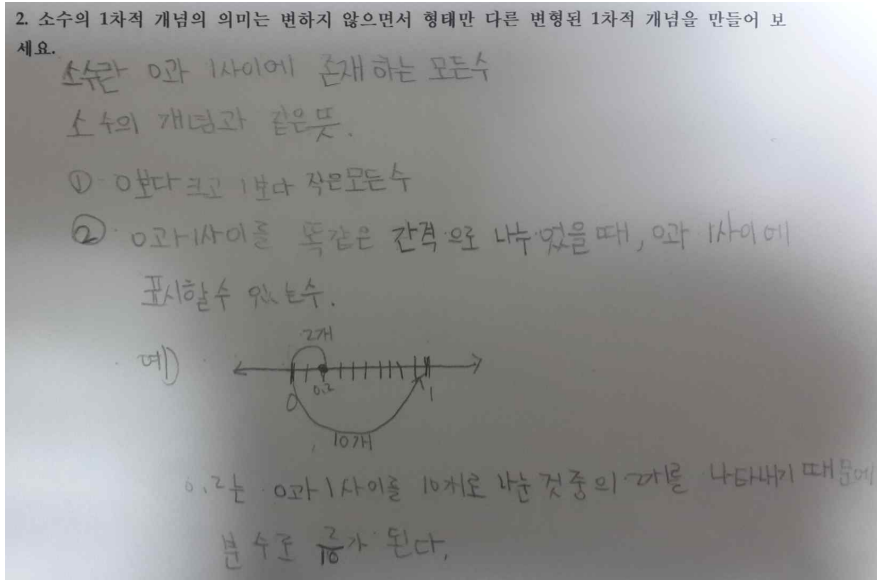 2. 소수의 1차적 개념의 의미는 변하지 않으면서 형태만 다른 변형된 1차적 개념을 만들어 보
세요.
소수란 0과 1사이에 존재하는 모든수
소수의 개념과 같은뜻.
① 0보다 크고 1보다 작은모든수
② 0과1사이를 똑같은 간격으로 나누었을때, 0과 1사이에
표시할수 있는수.
예)
2개
0 0.2 1
10개
0.2는 0과1사이를 10개로 나눈것중의 2개를 나타내기 때문에
분수로 2/10가 된다.